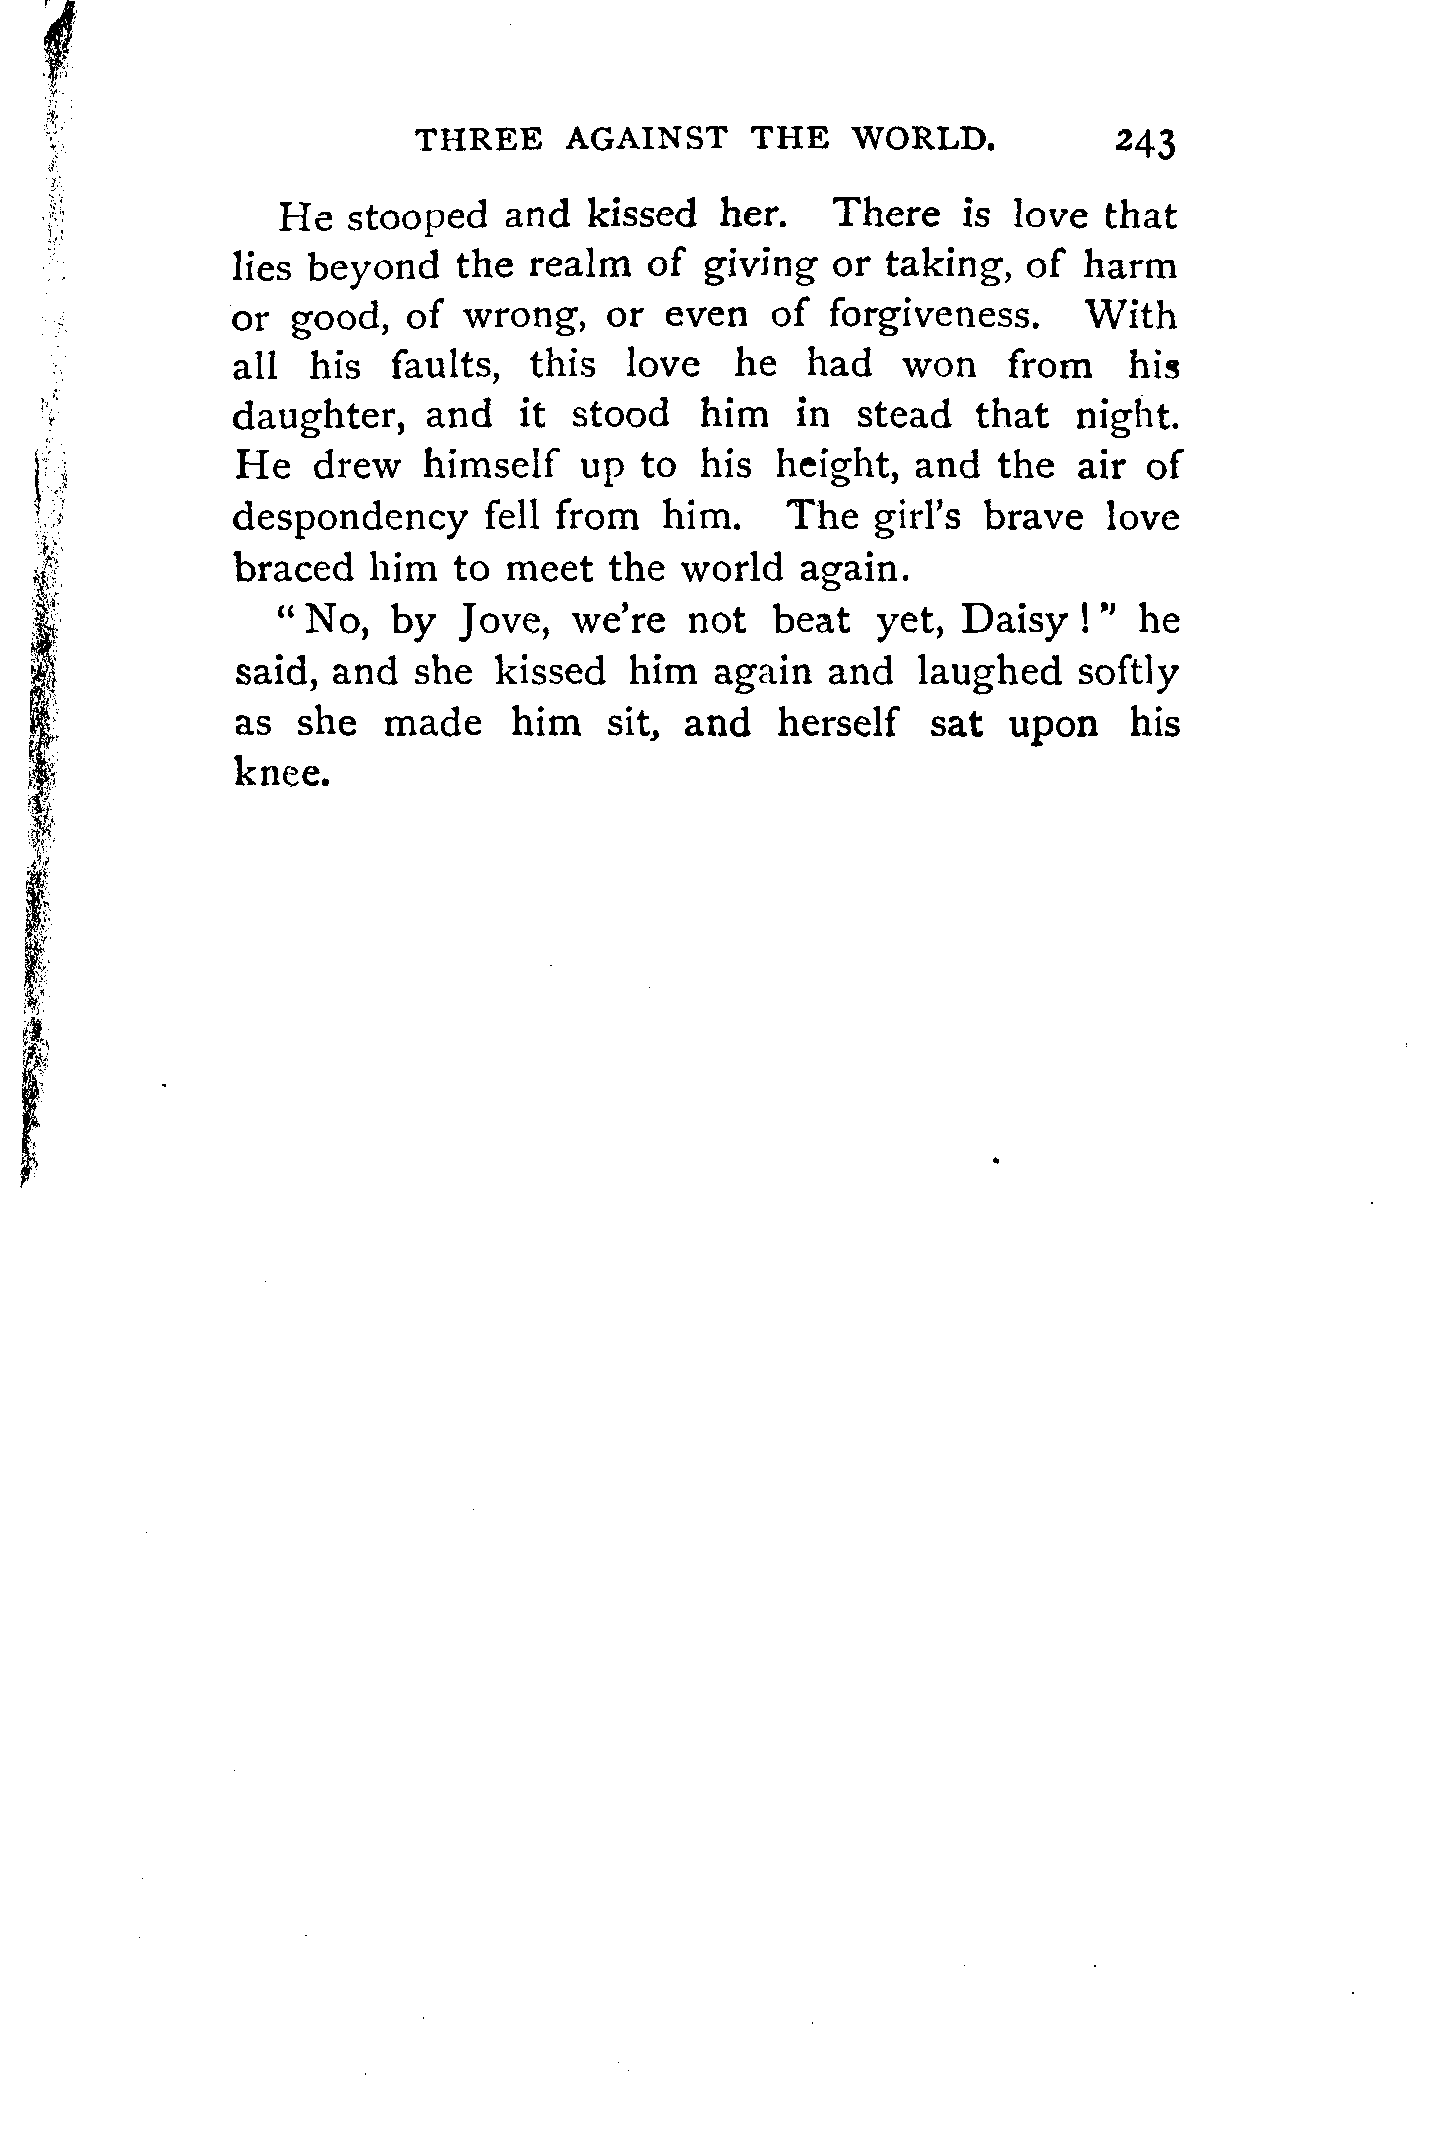 THREE AGAINST THE WORLD. 243
He stooped and kissed her. There is love that
lies beyond the realm of giving or taking, of harm
or good, of wrong, or even of forgiveness. With
all his faults, this love he had won from his
daughter, and it stood him in stead that night.
He drew himself up to his height, and the air of
despondency fell from him. The girl's brave love
braced him to meet the world again.
"No, by Jove, we're not beat yet, Daisy!" he
said, and she kissed him again and laughed softly
as she made him sit, and herself sat upon his
knee.